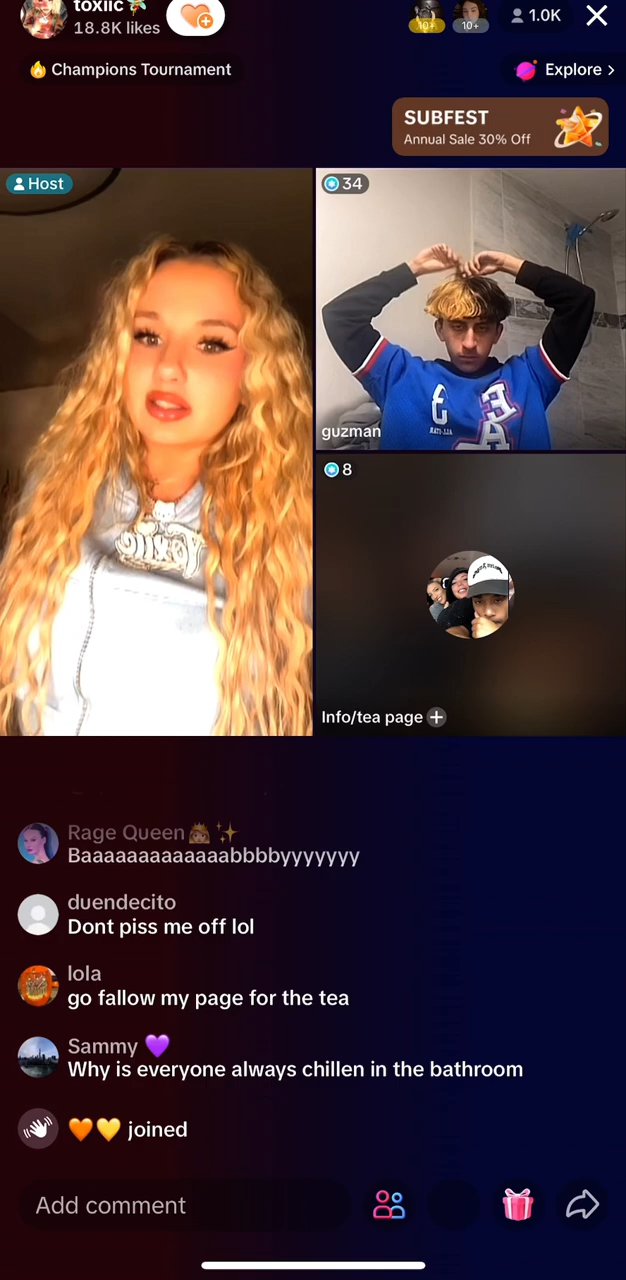 toxiic
18.8K likes
10+
10+
1.0K
Champions Tournament
Explore >
SUBFEST
Annual Sale 30% Off
Host
34
guzman
8
Info/tea page
Rage Queen
Baaaaaaaaaaaaabbbbyyyyyyy
duendecito
Dont piss me off lol
lola
go fallow my page for the tea
Sammy
Why is everyone always chillen in the bathroom
joined
Add comment